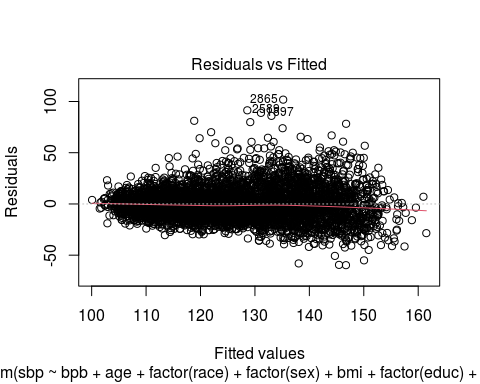 Residuals vs Fitted
2865
Residuals
100
50
0
-50
100 110 120 130 140 150 160
Fitted values
m(sbp ~ bpb + age + factor(race) + factor(sex) + bmi + factor(educ) +